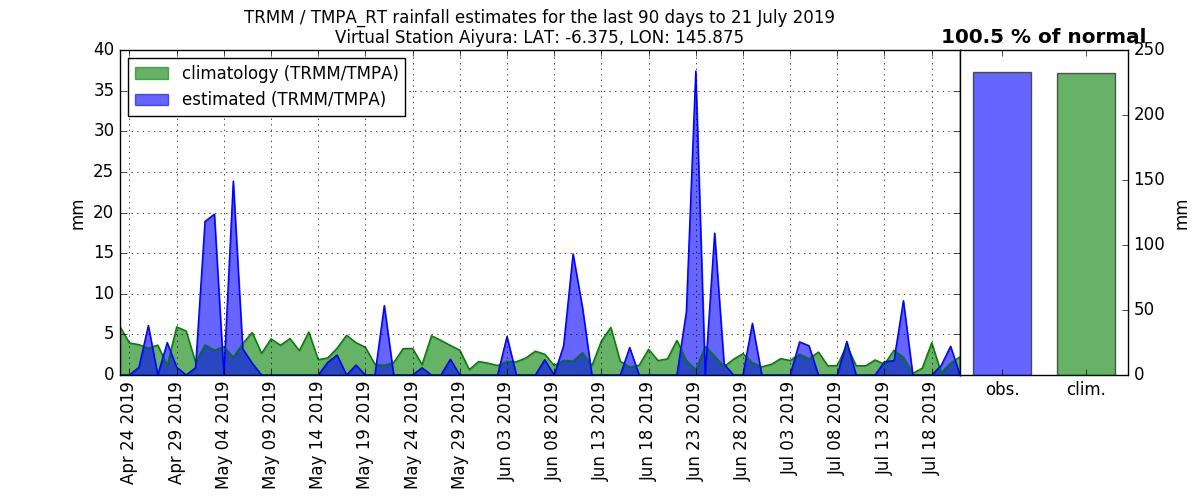 TRMM / TMPA_RT rainfall estimates for the last 90 days to 21 July 2019
Virtual Station Aiyura: LAT: -6.375, LON: 145.875
100.5 % of normal
climatology (TRMM/TMPA)
estimated (TRMM/TMPA)
mm
40
35
30
25
20
15
10
5
0
Apr 24 2019
Apr 29 2019
May 04 2019
May 09 2019
May 14 2019
May 19 2019
May 24 2019
May 29 2019
Jun 03 2019
Jun 08 2019
Jun 13 2019
Jun 18 2019
Jun 23 2019
Jun 28 2019
Jul 03 2019
Jul 08 2019
Jul 13 2019
Jul 18 2019
obs.
clim.
250
200
150
100
50
0
mm